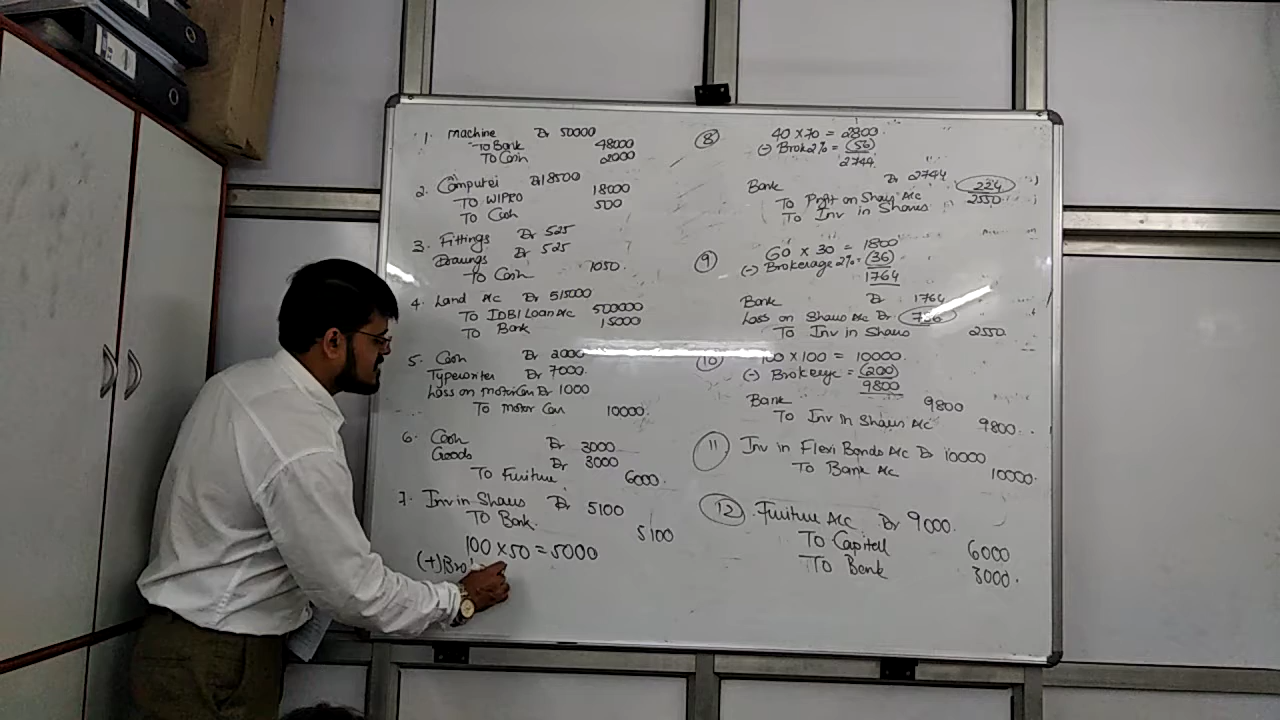 1. Machine Dr 50000
To Bank 48000
To Cash 2000
2. Computer Dr 18500
To WIPRO 18000
To Cash 500
3. Fittings Dr 525
Drawings Dr 525
To Cash 1050.
4. Land A/c Dr 515000
To IDBI Loan A/c 500000
To Bank 15000
5. Cash Dr 2000
Typewriter Dr 7000.
Loss on Motor Car Dr 1000
To Motor Car 10000.
6. Cash Dr 3000
Goods Dr 3000
To Furniture 6000.
7. Inv in Shares Dr 5100
To Bank. 5100
100 x 50 = 5000
(+) Bro
8 40 x 70 = 2800
(-) Brok 2% = (56)
2744
Bank Dr 2744
To Profit on Shares A/c 224
To Inv in Shares 2550
9 60 x 30 = 1800
(-) Brokerage 2% = (36)
1764
Bank Dr 1764
Loss on Shares A/c Dr
To Inv in Shares 2550
10 100 x 100 = 10000
(-) Brokerage = (200)
9800
Bank 9800
To Inv in Shares A/c 9800.
11 Inv in Flexi Bonds A/c Dr 10000
To Bank A/c 10000.
12 Furniture A/c Dr 9000.
To Capital 6000
To Bank 3000.